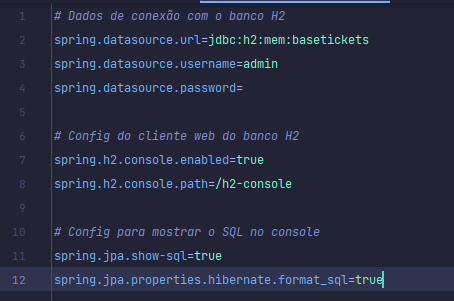 1 # Dados de conexão com o banco H2
2 spring.datasource.url=jdbc:h2:mem:basetickets
3 spring.datasource.username=admin
4 spring.datasource.password=
5
6 # Config do cliente web do banco H2
7 spring.h2.console.enabled=true
8 spring.h2.console.path=/h2-console
9
10 # Config para mostrar o SQL no console
11 spring.jpa.show-sql=true
12 spring.jpa.properties.hibernate.format_sql=true